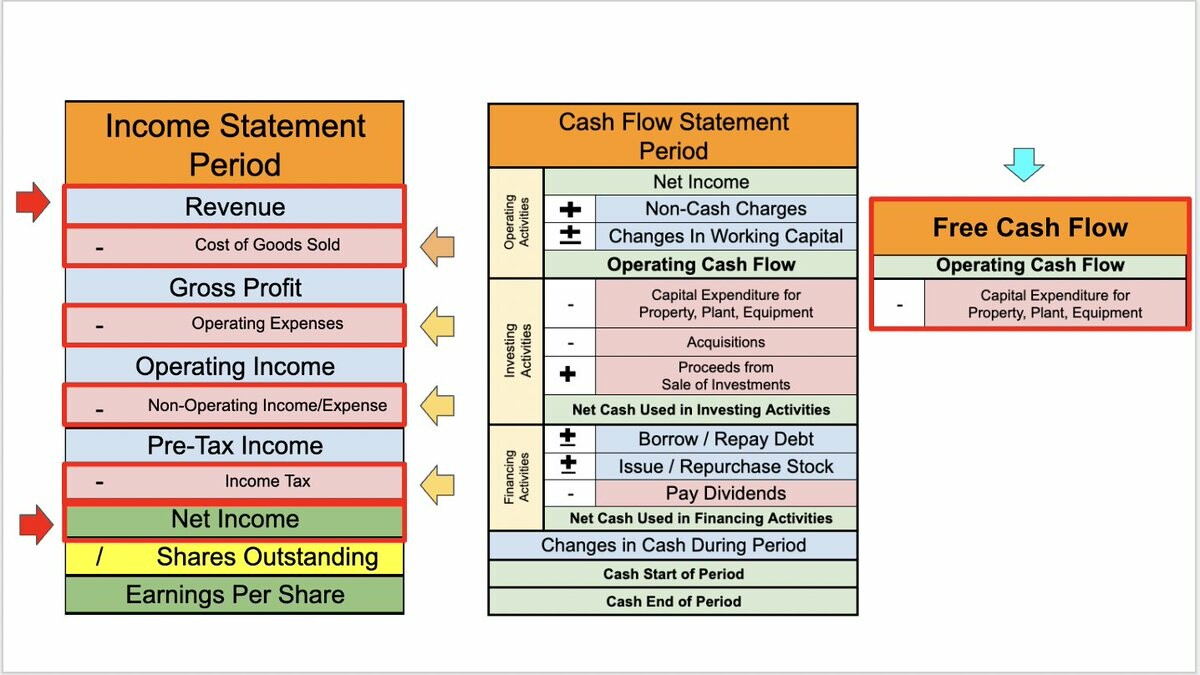 Income Statement
Period
Revenue
- Cost of Goods Sold
Gross Profit
- Operating Expenses
Operating Income
- Non-Operating Income/Expense
Pre-Tax Income
- Income Tax
Net Income
/ Shares Outstanding
Earnings Per Share
Cash Flow Statement
Period
Operating
Activities
Net Income
+ Non-Cash Charges
± Changes In Working Capital
Operating Cash Flow
Investing
Activities
- Capital Expenditure for
Property, Plant, Equipment
- Acquisitions
+ Proceeds from
Sale of Investments
Net Cash Used in Investing Activities
Financing
Activities
± Borrow / Repay Debt
± Issue / Repurchase Stock
- Pay Dividends
Net Cash Used in Financing Activities
Changes in Cash During Period
Cash Start of Period
Cash End of Period
Free Cash Flow
Operating Cash Flow
- Capital Expenditure for
Property, Plant, Equipment